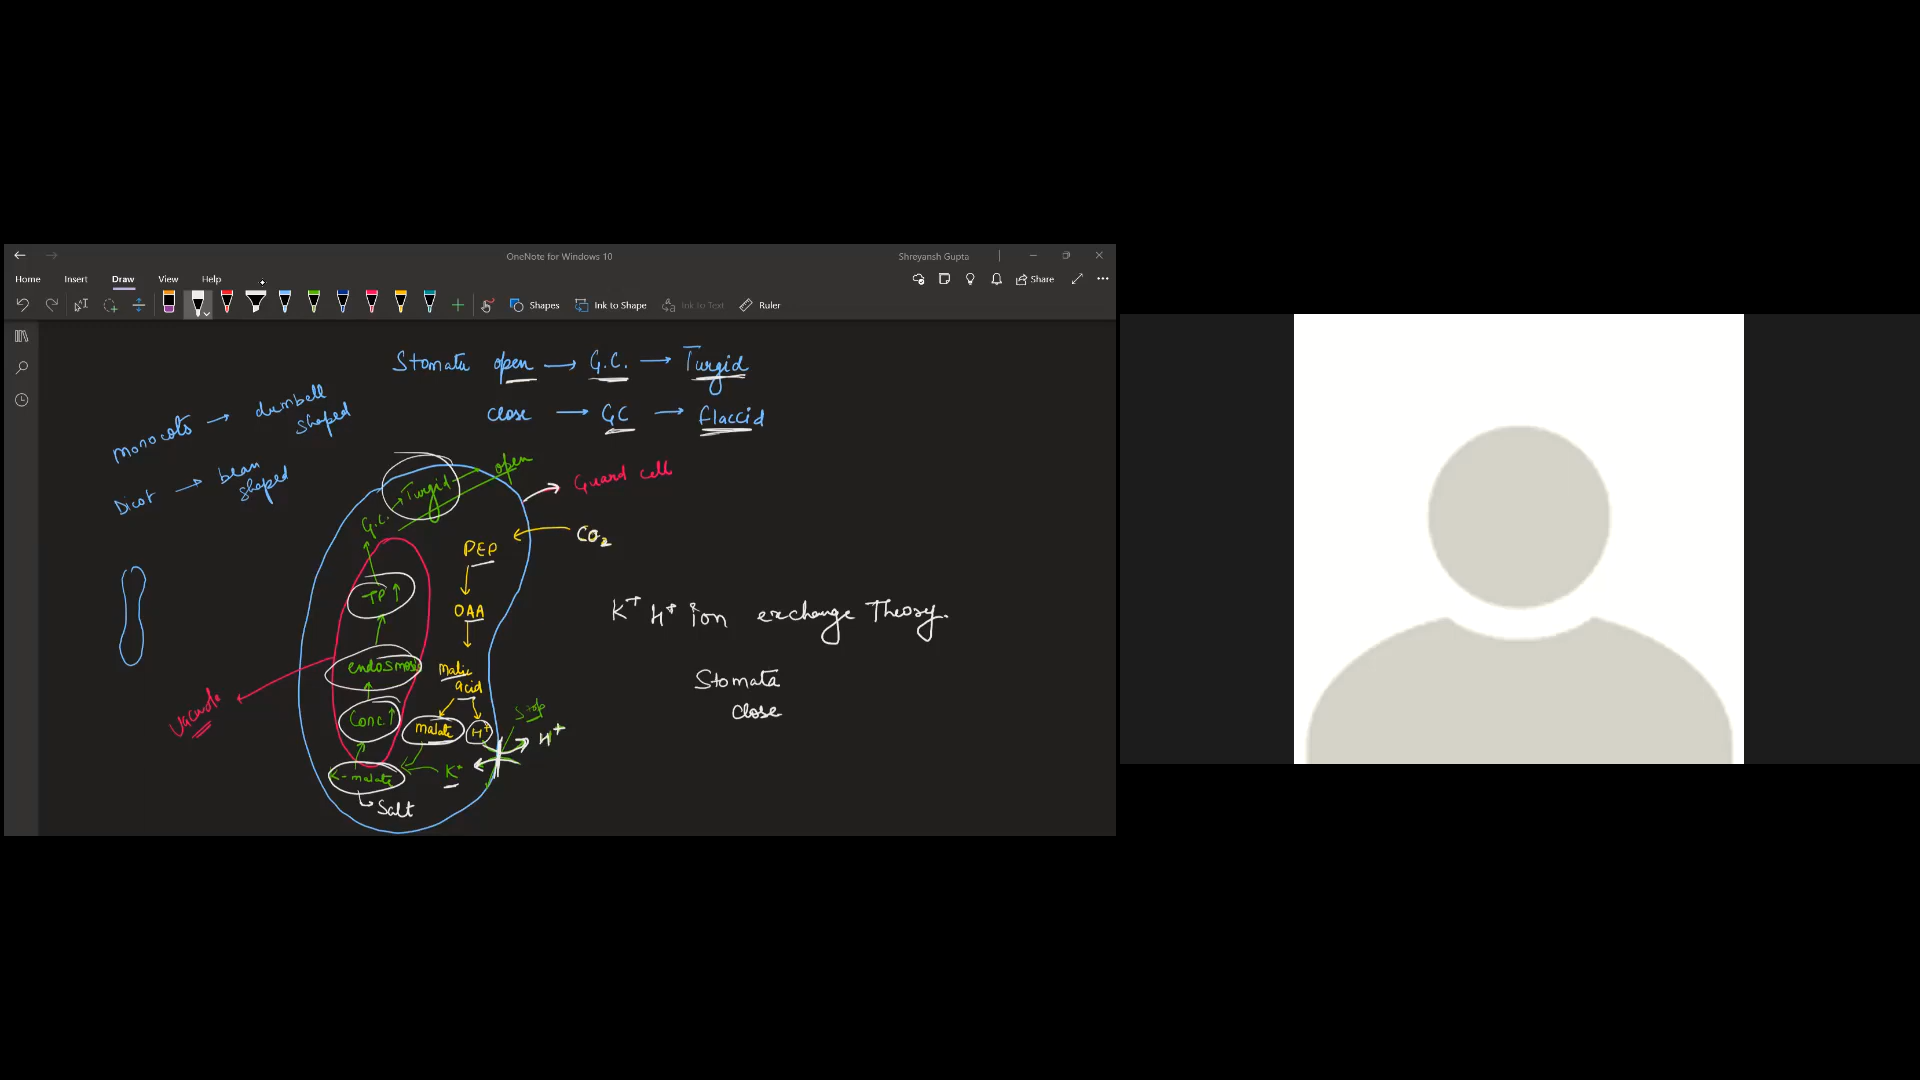 OneNote for Windows 10
Shreyansh Gupta
Home Insert Draw View Help
Share
Shapes Ink to Shape Ink to Text Ruler
Stomata open → G.C. → Turgid
close → GC → flaccid
monocots → dumbell
shaped
Dicot → bean
shaped
open
Turgid
G.C.
Guard cell
CO₂
PEP
TP↑
OAA
K⁺ H⁺ ion exchange Theory.
endosmosis
Malic
acid
Stomata
close
Vacuole
Conc.↑
malate H⁺
Stop
H⁺
K-malate
K⁺
Salt